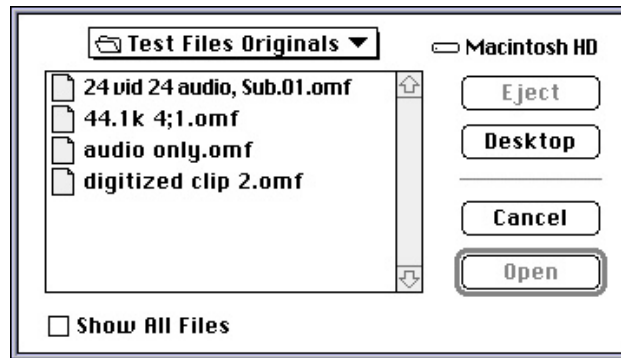 Test Files Originals
Macintosh HD
24 vid 24 audio, Sub.01.omf
44.1k 4;1.omf
audio only.omf
digitized clip 2.omf
Eject
Desktop
Cancel
Open
Show All Files